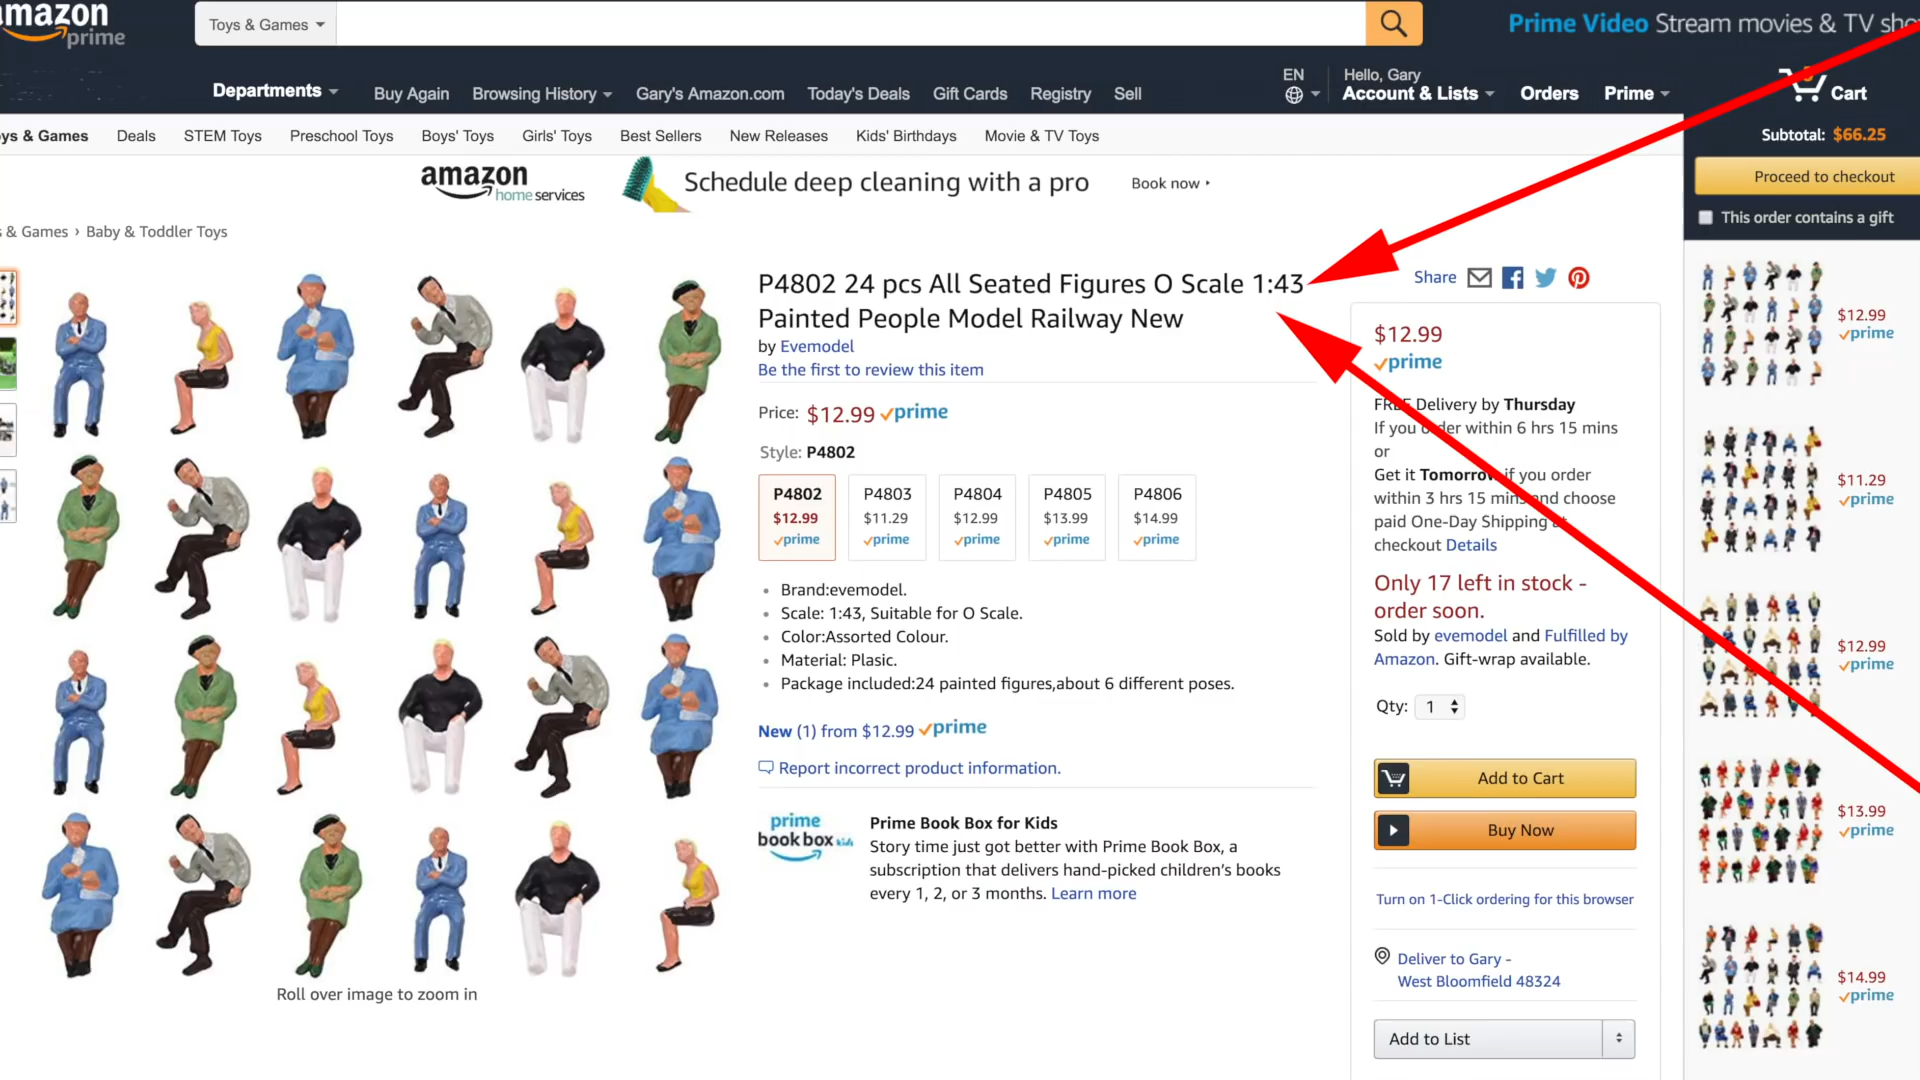 amazon
prime
Toys & Games
Prime Video Stream movies & TV sho
Departments
Buy Again
Browsing History
Gary's Amazon.com
Today's Deals
Gift Cards
Registry
Sell
EN
Hello, Gary
Account & Lists
Orders
Prime
Cart
Subtotal: $66.25
Proceed to checkout
This order contains a gift
ys & Games
Deals
STEM Toys
Preschool Toys
Boys' Toys
Girls' Toys
Best Sellers
New Releases
Kids' Birthdays
Movie & TV Toys
amazon
home services
Schedule deep cleaning with a pro
Book now
s & Games › Baby & Toddler Toys
Roll over image to zoom in
P4802 24 pcs All Seated Figures O Scale 1:43
Painted People Model Railway New
by Evemodel
Be the first to review this item
Price: $12.99 prime
Style: P4802
P4802
$12.99
prime
P4803
$11.29
prime
P4804
$12.99
prime
P4805
$13.99
prime
P4806
$14.99
prime
Brand:evemodel.
Scale: 1:43, Suitable for O Scale.
Color:Assorted Colour.
Material: Plasic.
Package included:24 painted figures,about 6 different poses.
New (1) from $12.99 prime
Report incorrect product information.
prime
book box kids
Prime Book Box for Kids
Story time just got better with Prime Book Box, a
subscription that delivers hand-picked children's books
every 1, 2, or 3 months. Learn more
Share
$12.99
prime
FREE Delivery by Thursday
If you order within 6 hrs 15 mins
or
Get it Tomorrow if you order
within 3 hrs 15 mins and choose
paid One-Day Shipping at
checkout Details
Only 17 left in stock -
order soon.
Sold by evemodel and Fulfilled by
Amazon. Gift-wrap available.
Qty: 1
Add to Cart
Buy Now
Turn on 1-Click ordering for this browser
Deliver to Gary -
West Bloomfield 48324
Add to List
$12.99
prime
$11.29
prime
$12.99
prime
$13.99
prime
$14.99
prime